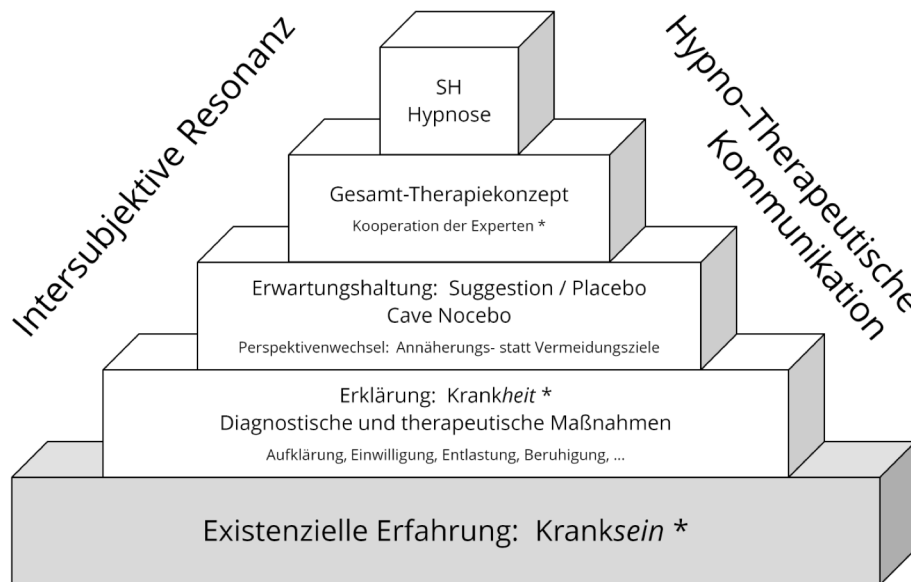 Intersubjektive Resonanz
Hypno–Therapeutische
Kommunikation
SH
Hypnose
Gesamt-Therapiekonzept
Kooperation der Experten *
Erwartungshaltung: Suggestion / Placebo
Cave Nocebo
Perspektivenwechsel: Annäherungs- statt Vermeidungsziele
Erklärung: Krankheit *
Diagnostische und therapeutische Maßnahmen
Aufklärung, Einwilligung, Entlastung, Beruhigung, ...
Existenzielle Erfahrung: Kranksein *